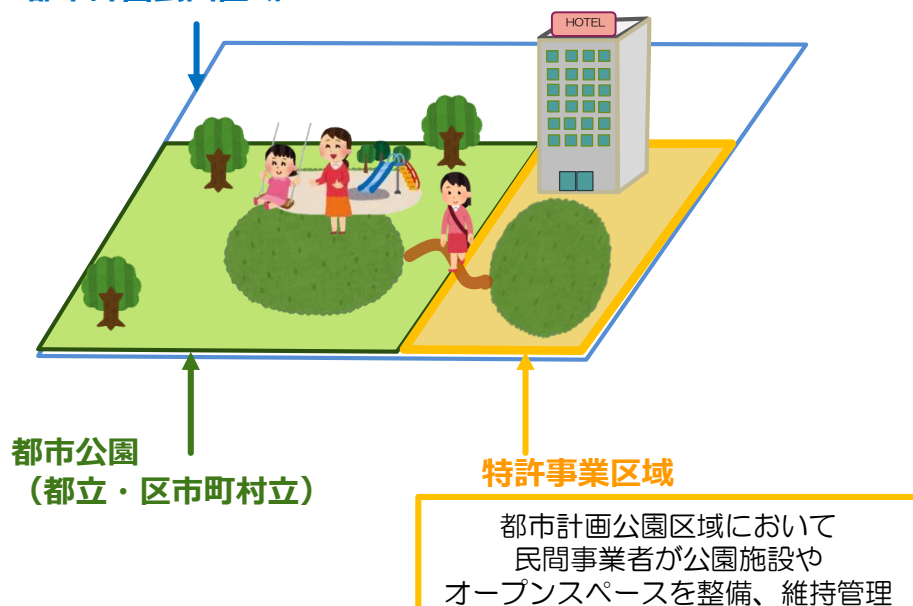 HOTEL
都市公園
(都立・区市町村立)
特許事業区域
都市計画公園区域において
民間事業者が公園施設や
オープンスペースを整備、維持管理